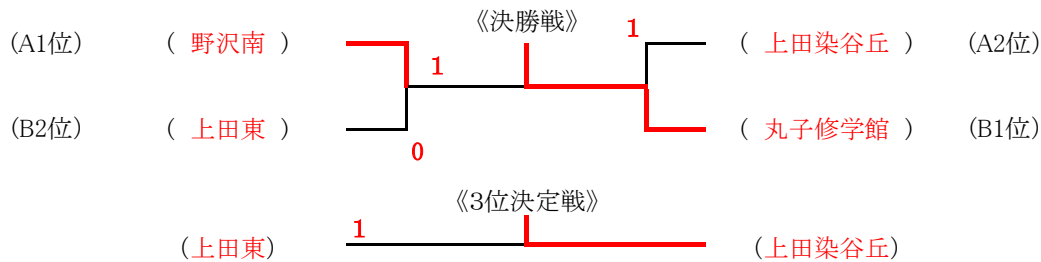 《決勝戦》
(A1位) ( 野沢南 ) 1 ( 上田染谷丘 ) (A2位)
1
(B2位) ( 上田東 ) ( 丸子修学館 ) (B1位)
0
《3位決定戦》
1
(上田東) (上田染谷丘)